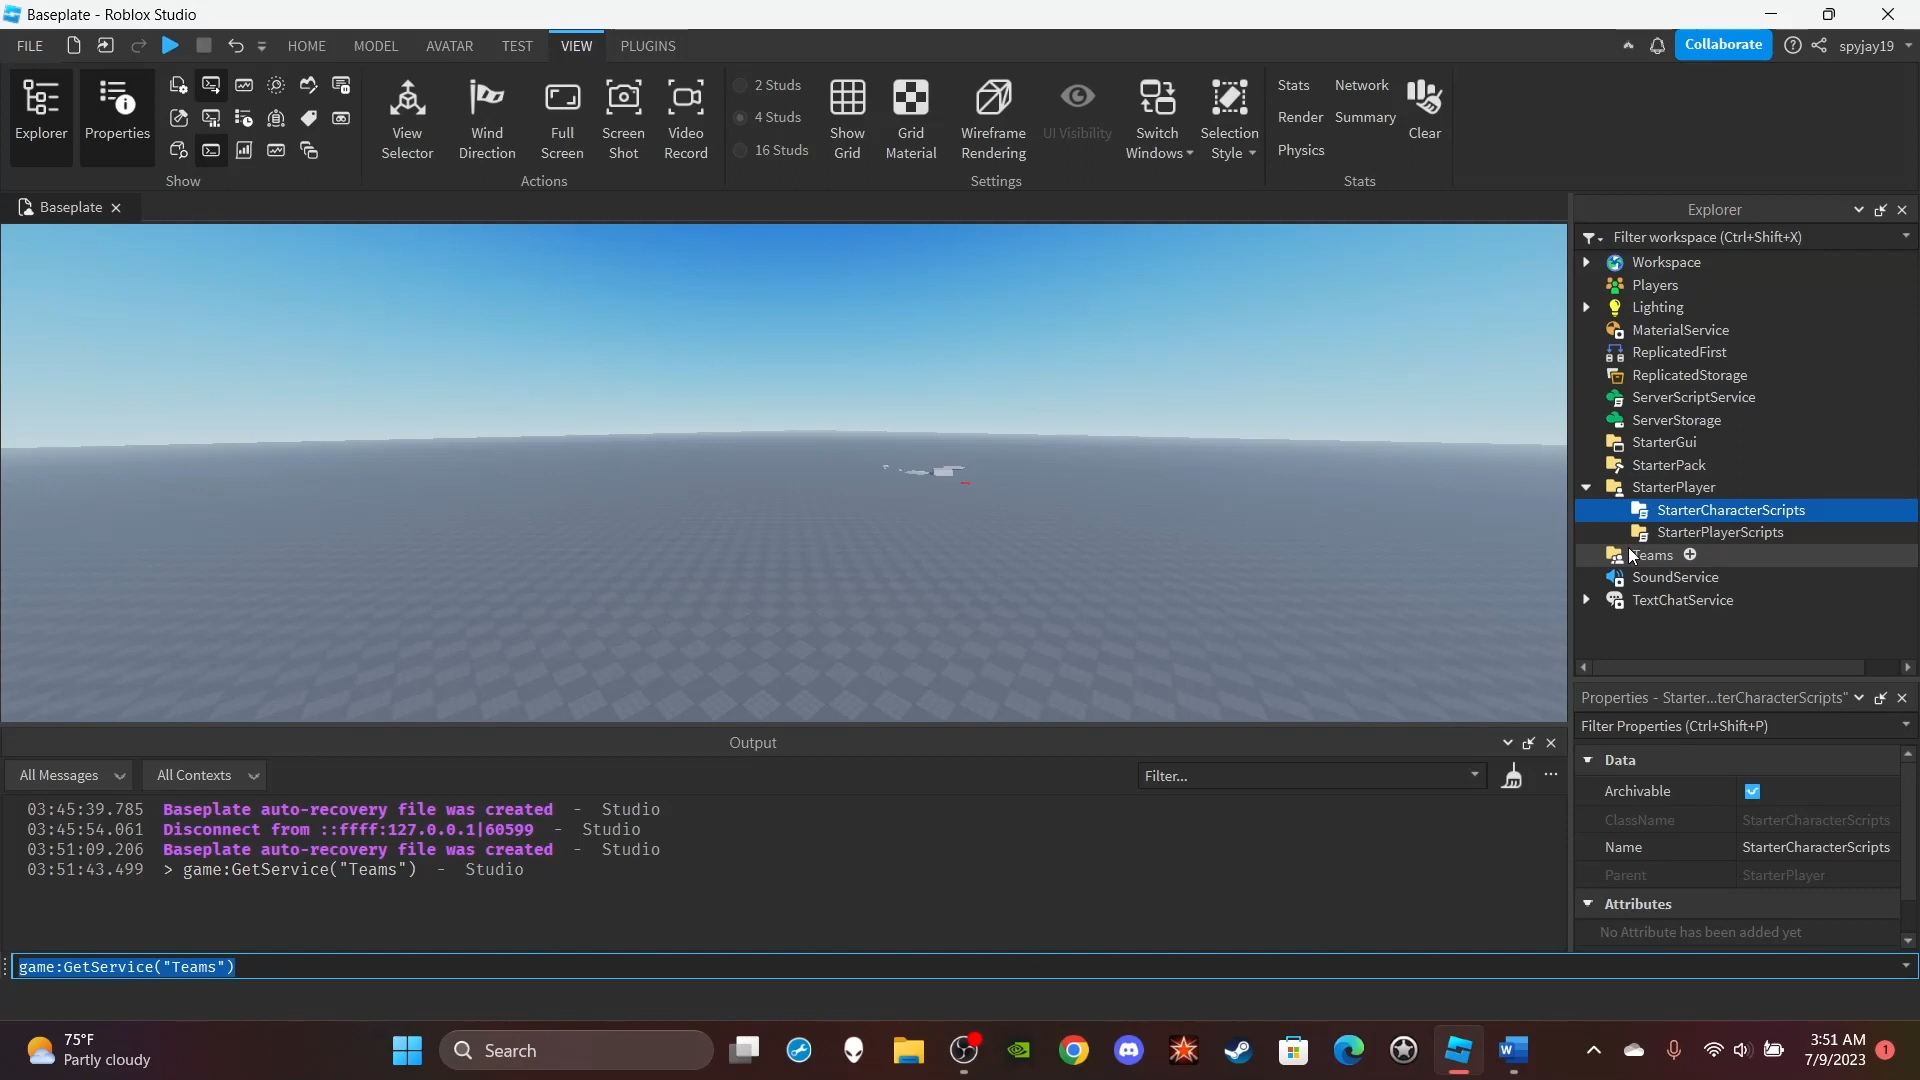 Baseplate - Roblox Studio
FILE HOME MODEL AVATAR TEST VIEW PLUGINS Collaborate spyjay19
Explorer Properties
Show
View Selector
Wind Direction
Full Screen
Screen Shot
Video Record
Actions
2 Studs
4 Studs
16 Studs
Show Grid
Grid Material
Wireframe Rendering
UI Visibility
Switch Windows
Selection Style
Settings
Stats Network
Render Summary
Physics
Clear
Stats
Baseplate
Explorer
Filter workspace (Ctrl+Shift+X)
Workspace
Players
Lighting
MaterialService
ReplicatedFirst
ReplicatedStorage
ServerScriptService
ServerStorage
StarterGui
StarterPack
StarterPlayer
StarterCharacterScripts
StarterPlayerScripts
Teams
SoundService
TextChatService
Properties - Starter...terCharacterScripts"
Filter Properties (Ctrl+Shift+P)
Data
Archivable
ClassName StarterCharacterScripts
Name StarterCharacterScripts
Parent StarterPlayer
Attributes
No Attribute has been added yet
Output
All Messages All Contexts Filter...
03:45:39.785 Baseplate auto-recovery file was created - Studio
03:45:54.061 Disconnect from ::ffff:127.0.0.1|60599 - Studio
03:51:09.206 Baseplate auto-recovery file was created - Studio
03:51:43.499 > game:GetService("Teams") - Studio
game:GetService("Teams")
75°F
Partly cloudy
Search
3:51 AM
7/9/2023
1